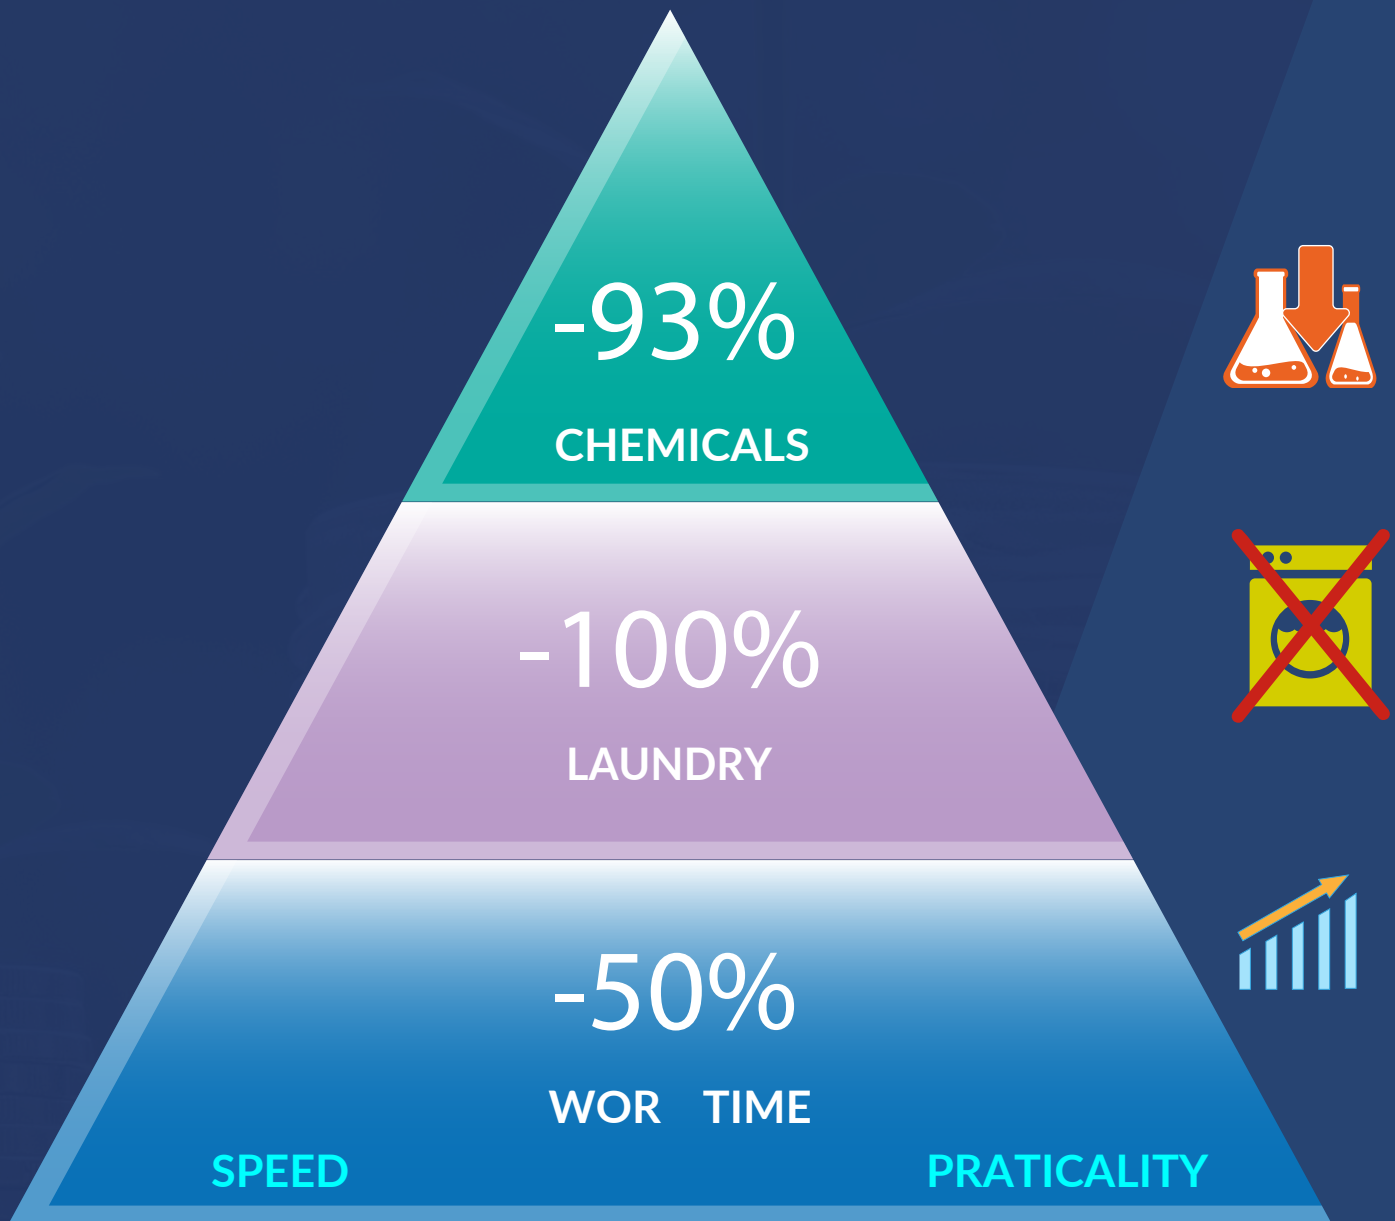 -93%
CHEMICALS
-100%
LAUNDRY
-50%
WOR TIME
SPEED PRATICALITY